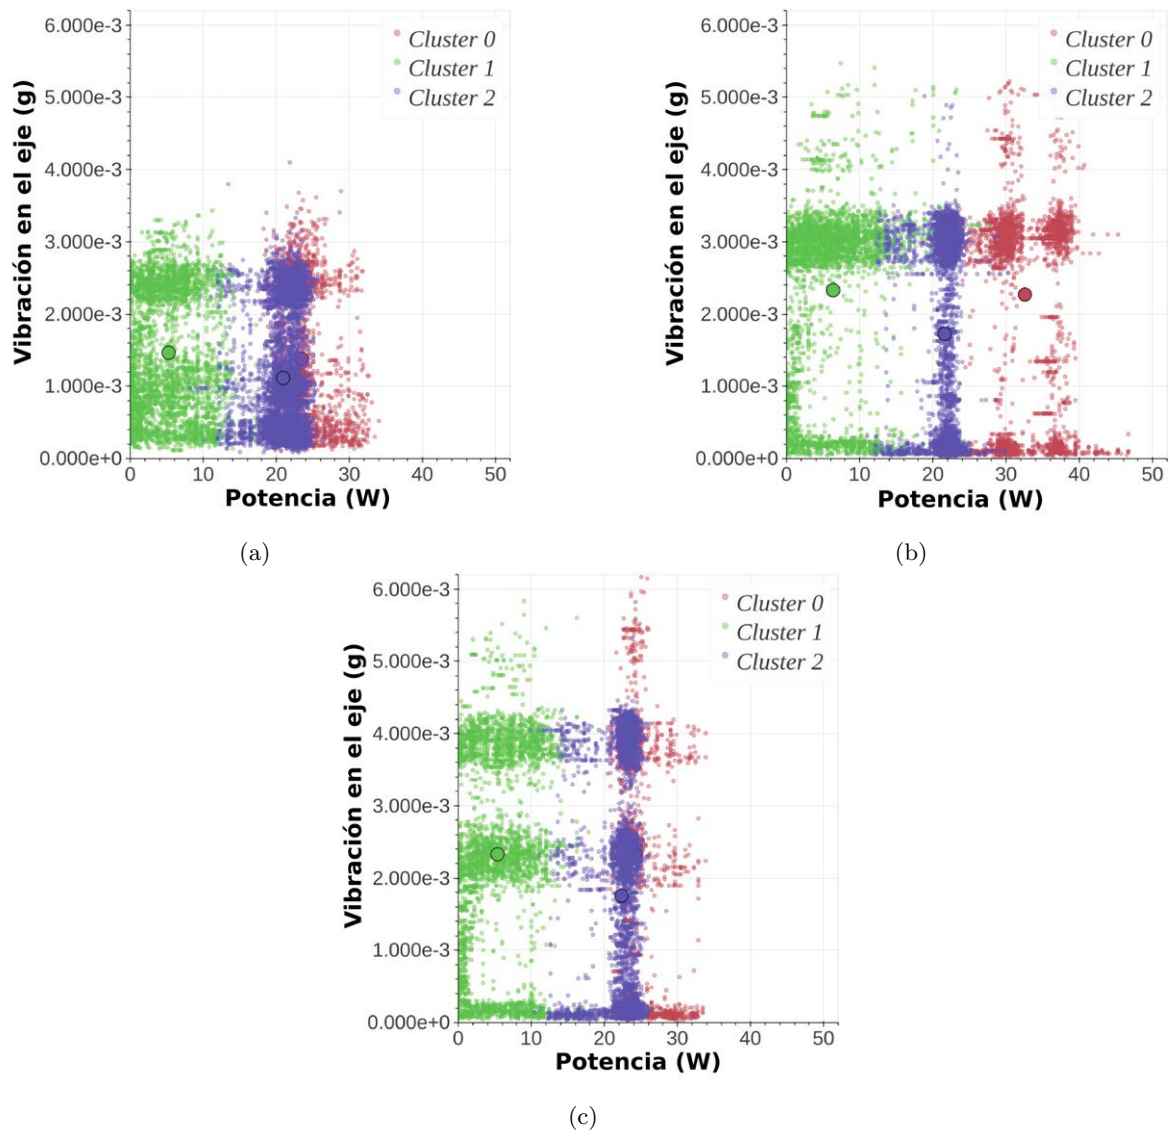 6.000e-3
5.000e-3
4.000e-3
3.000e-3
2.000e-3
1.000e-3
0.000e+0
Vibración en el eje (g)
Cluster 0
Cluster 1
Cluster 2
0 10 20 30 40 50
Potencia (W)
(a)
6.000e-3
5.000e-3
4.000e-3
3.000e-3
2.000e-3
1.000e-3
0.000e+0
Vibración en el eje (g)
Cluster 0
Cluster 1
Cluster 2
0 10 20 30 40 50
Potencia (W)
(b)
6.000e-3
5.000e-3
4.000e-3
3.000e-3
2.000e-3
1.000e-3
0.000e+0
Vibración en el eje (g)
Cluster 0
Cluster 1
Cluster 2
0 10 20 30 40 50
Potencia (W)
(c)